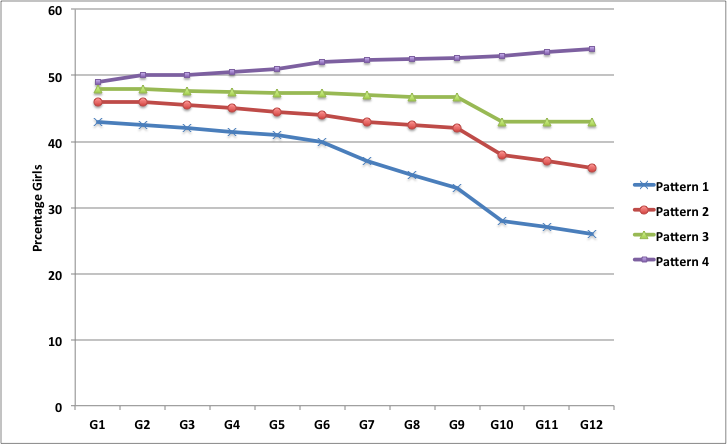 60
50
40
30
20
10
0
Prcentage Girls
G1 G2 G3 G4 G5 G6 G7 G8 G9 G10 G11 G12
Pattern 1
Pattern 2
Pattern 3
Pattern 4